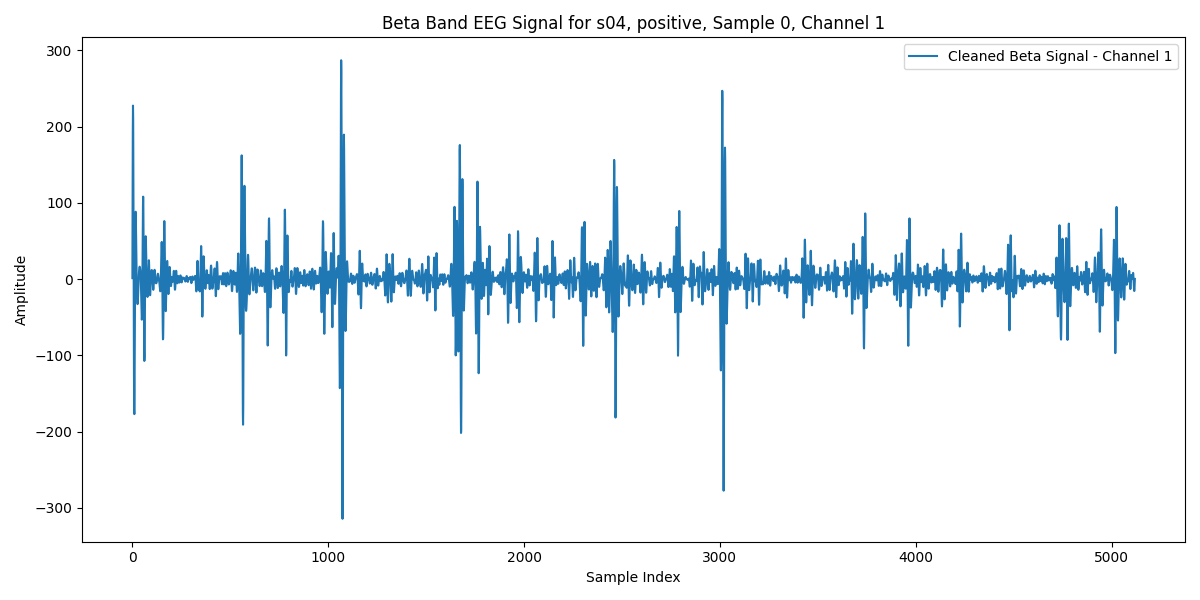 Beta Band EEG Signal for s04, positive, Sample 0, Channel 1
Cleaned Beta Signal - Channel 1
Amplitude
300
200
100
0
−100
−200
−300
0 1000 2000 3000 4000 5000
Sample Index